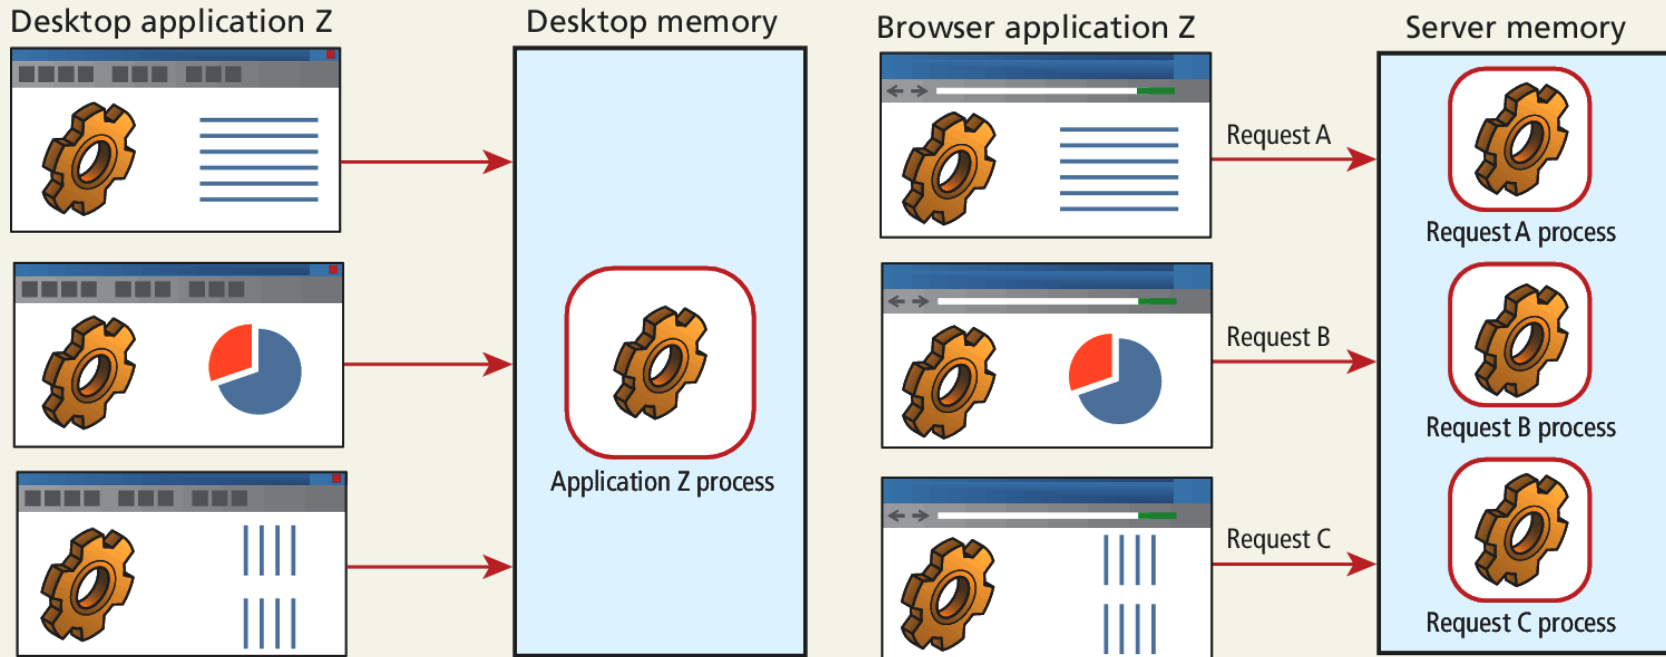 Desktop application Z
Desktop memory
Application Z process
Browser application Z
Server memory
Request A
Request A process
Request B
Request B process
Request C
Request C process